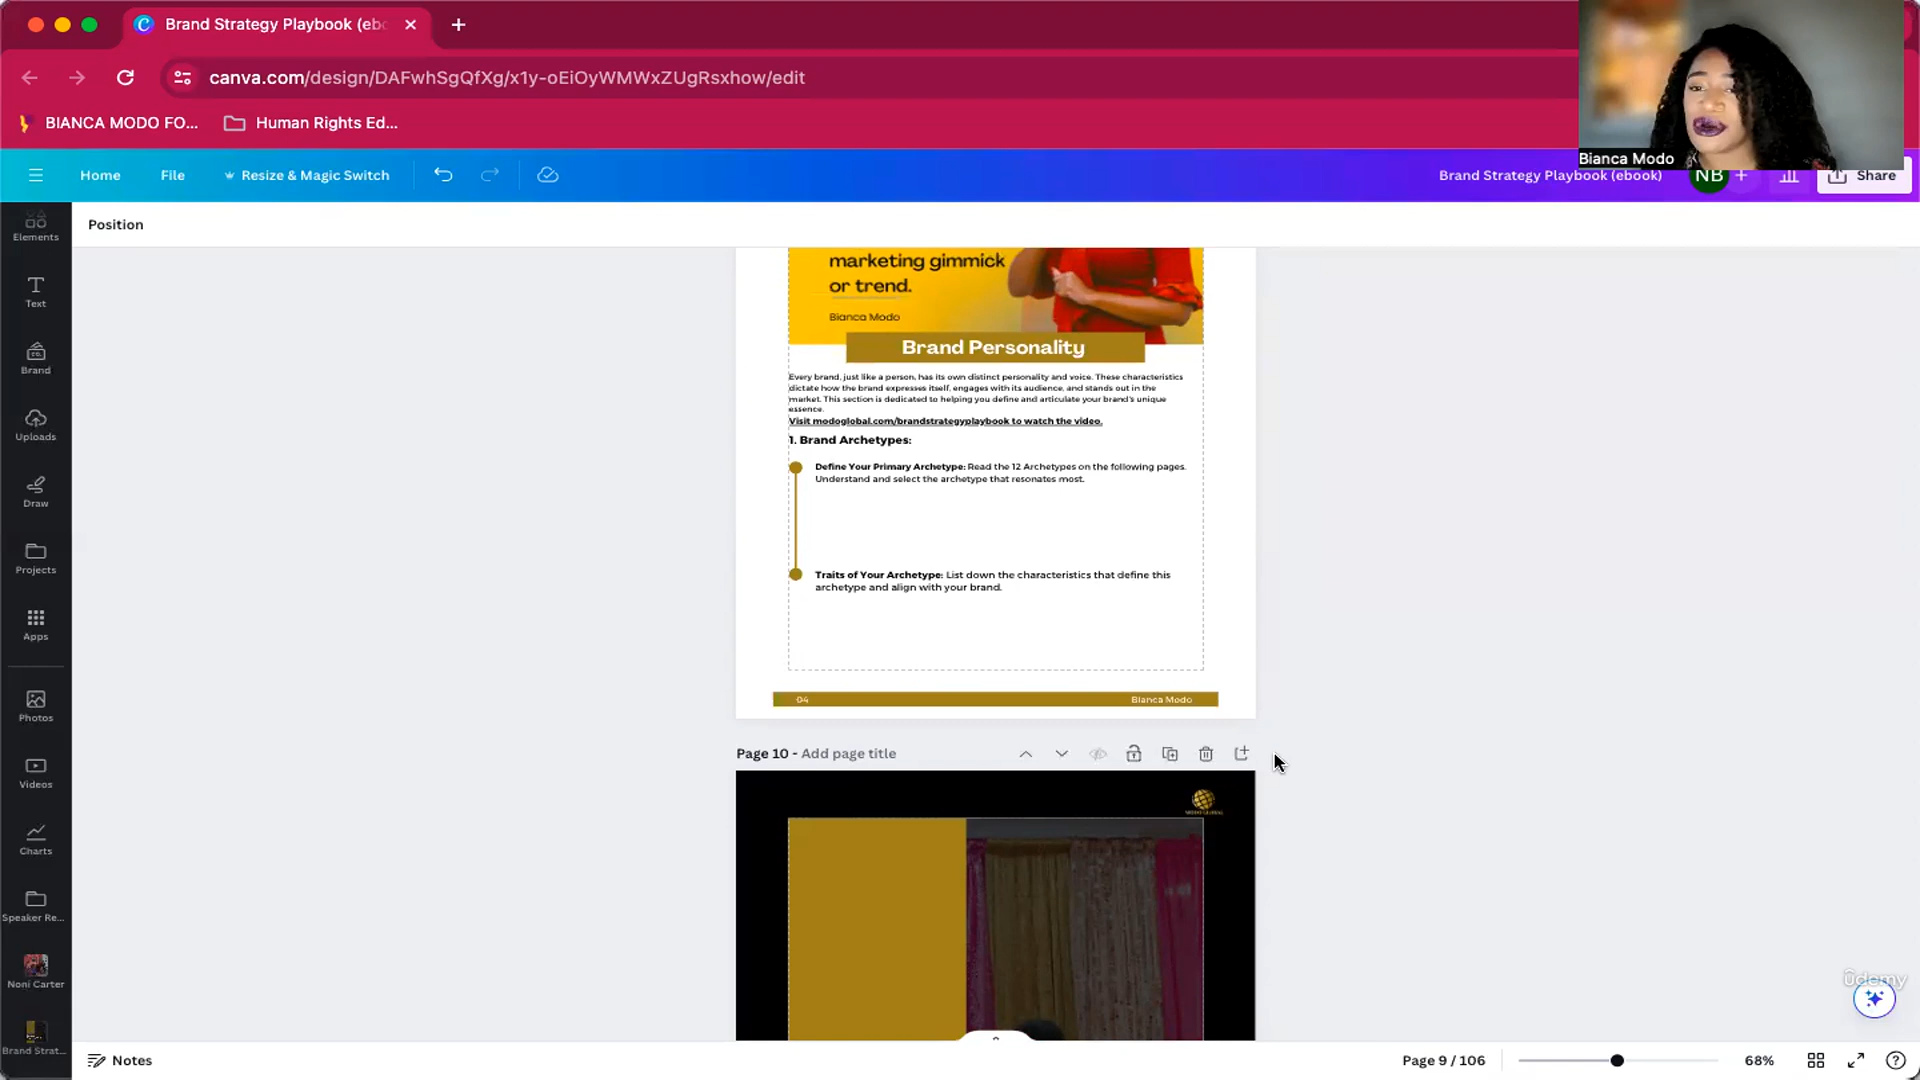 Brand Strategy Playbook (ebo
canva.com/design/DAFwhSgQfXg/x1y-oEiOyWMWxZUgRsxhow/edit
BIANCA MODO FO...
Human Rights Ed...
Bianca Modo
Home
File
Resize & Magic Switch
Brand Strategy Playbook (ebook)
NB
Share
Elements
Text
Brand
Uploads
Draw
Projects
Apps
Photos
Videos
Charts
Speaker Re...
Noni Carter
Brand Strat...
Position
marketing gimmick
or trend.
Bianca Modo
Brand Personality
Every brand, just like a person, has its own distinct personality and voice. These characteristics
dictate how the brand expresses itself, engages with its audience, and stands out in the
market. This section is dedicated to helping you define and articulate your brand's unique
essence.
Visit modoglobal.com/brandstrategyplaybook to watch the video.
1. Brand Archetypes:
Define Your Primary Archetype: Read the 12 Archetypes on the following pages.
Understand and select the archetype that resonates most.
Traits of Your Archetype: List down the characteristics that define this
archetype and align with your brand.
04
Bianca Modo
Page 10 - Add page title
MODO GLOBAL
ûdemy
Notes
Page 9 / 106
68%